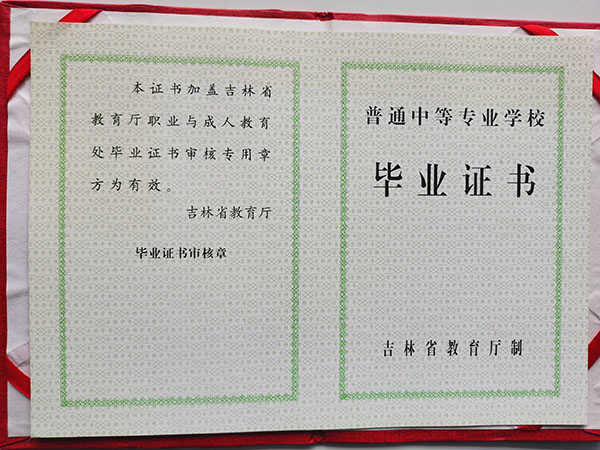 本证书加盖吉林省
教育厅职业与成人教育
处毕业证书审核专用章
方为有效。
吉林省教育厅
毕业证书审核章
普通中等专业学校
毕业证书
吉林省教育厅制